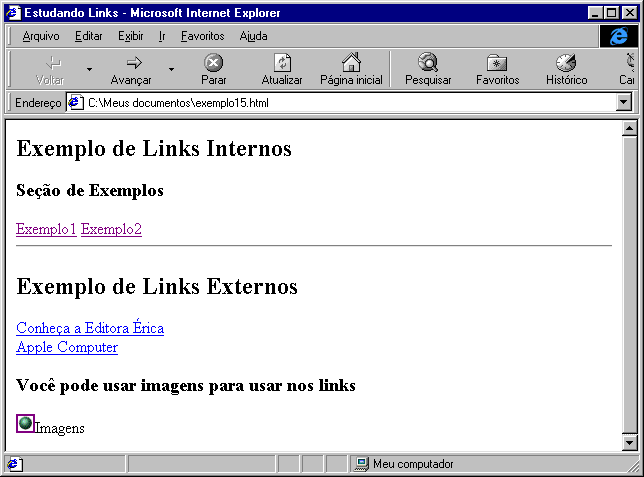 Estudando Links - Microsoft Internet Explorer
Arquivo Editar Exibir Ir Favoritos Ajuda
Voltar Avançar Parar Atualizar Página inicial Pesquisar Favoritos Histórico Car
Endereço C:\Meus documentos\exemplo15.html
Exemplo de Links Internos
Seção de Exemplos
Exemplo1 Exemplo2
Exemplo de Links Externos
Conheça a Editora Érica
Apple Computer
Você pode usar imagens para usar nos links
Imagens
Meu computador